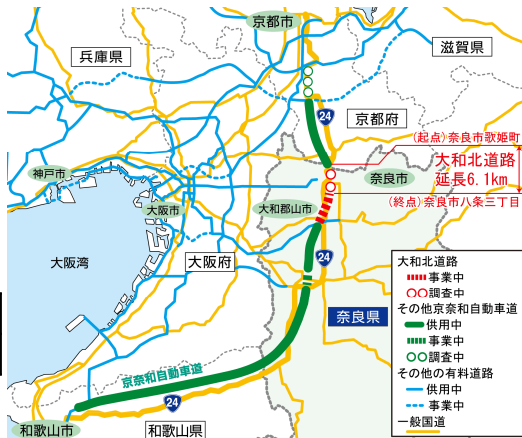 京都市
兵庫県
滋賀県
24
京都府
(起点)奈良市歌姫町
大和北道路
延長6.1km
神戸市
奈良市
(終点)奈良市八条三丁目
大阪市
大和郡山市
大阪湾
大阪府
24
奈良県
京奈和自動車道
24
和歌山市
和歌山県
大和北道路
事業中
調査中
その他京奈和自動車道
供用中
事業中
調査中
その他の有料道路
供用中
事業中
一般国道